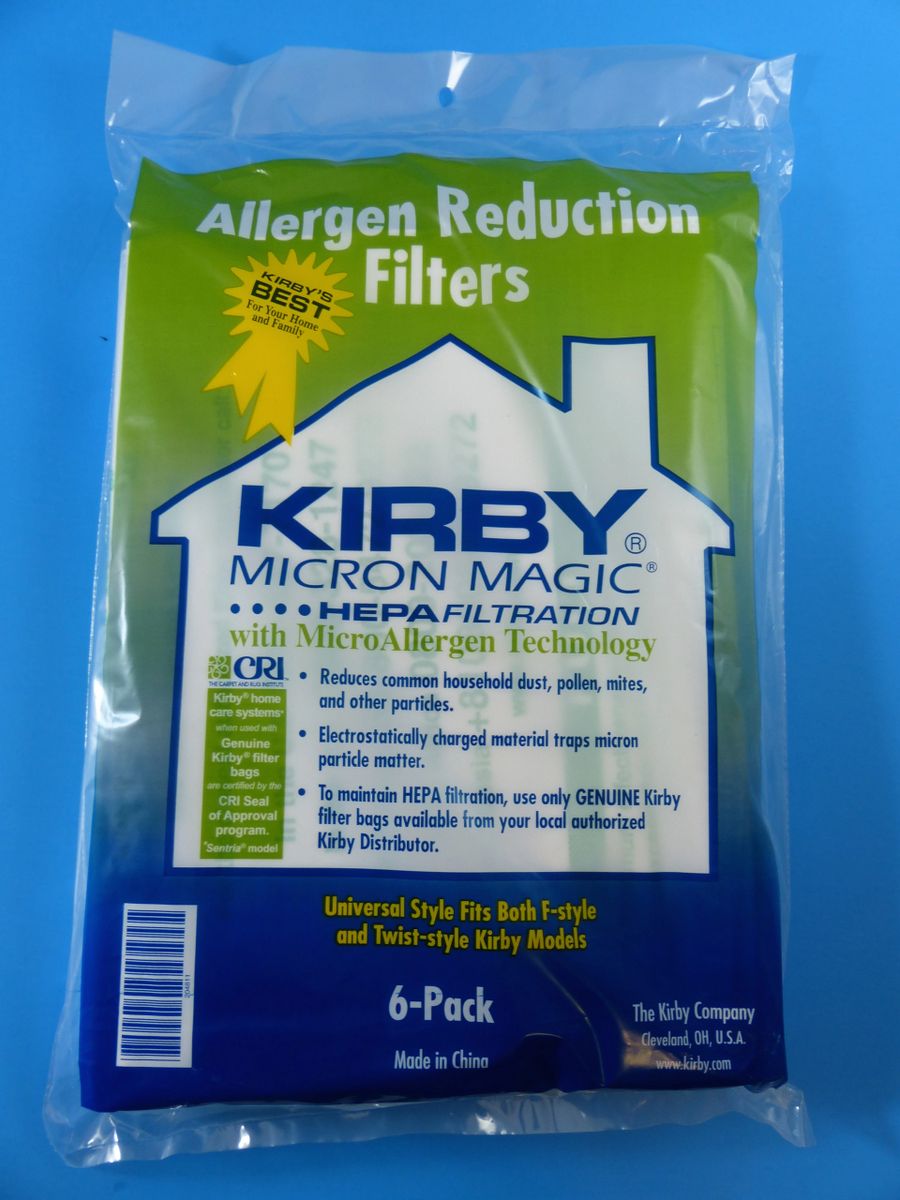 Allergen Reduction
Filters
KIRBY'S
BEST
For Your Home
and Family
KIRBY®
MICRON MAGIC®
••••HEPAFILTRATION
with MicroAllergen Technology
CRI
THE CARPET AND RUG INSTITUTE
Kirby® home
care systems*
when used with
Genuine
Kirby® filter
bags
are certified by the
CRI Seal
of Approval
program.
*Sentria® model
• Reduces common household dust, pollen, mites,
and other particles.
• Electrostatically charged material traps micron
particle matter.
• To maintain HEPA filtration, use only GENUINE Kirby
filter bags available from your local authorized
Kirby Distributor.
Universal Style Fits Both F-style
and Twist-style Kirby Models
204811
6-Pack
Made in China
The Kirby Company
Cleveland, OH, U.S.A.
www.kirby.com